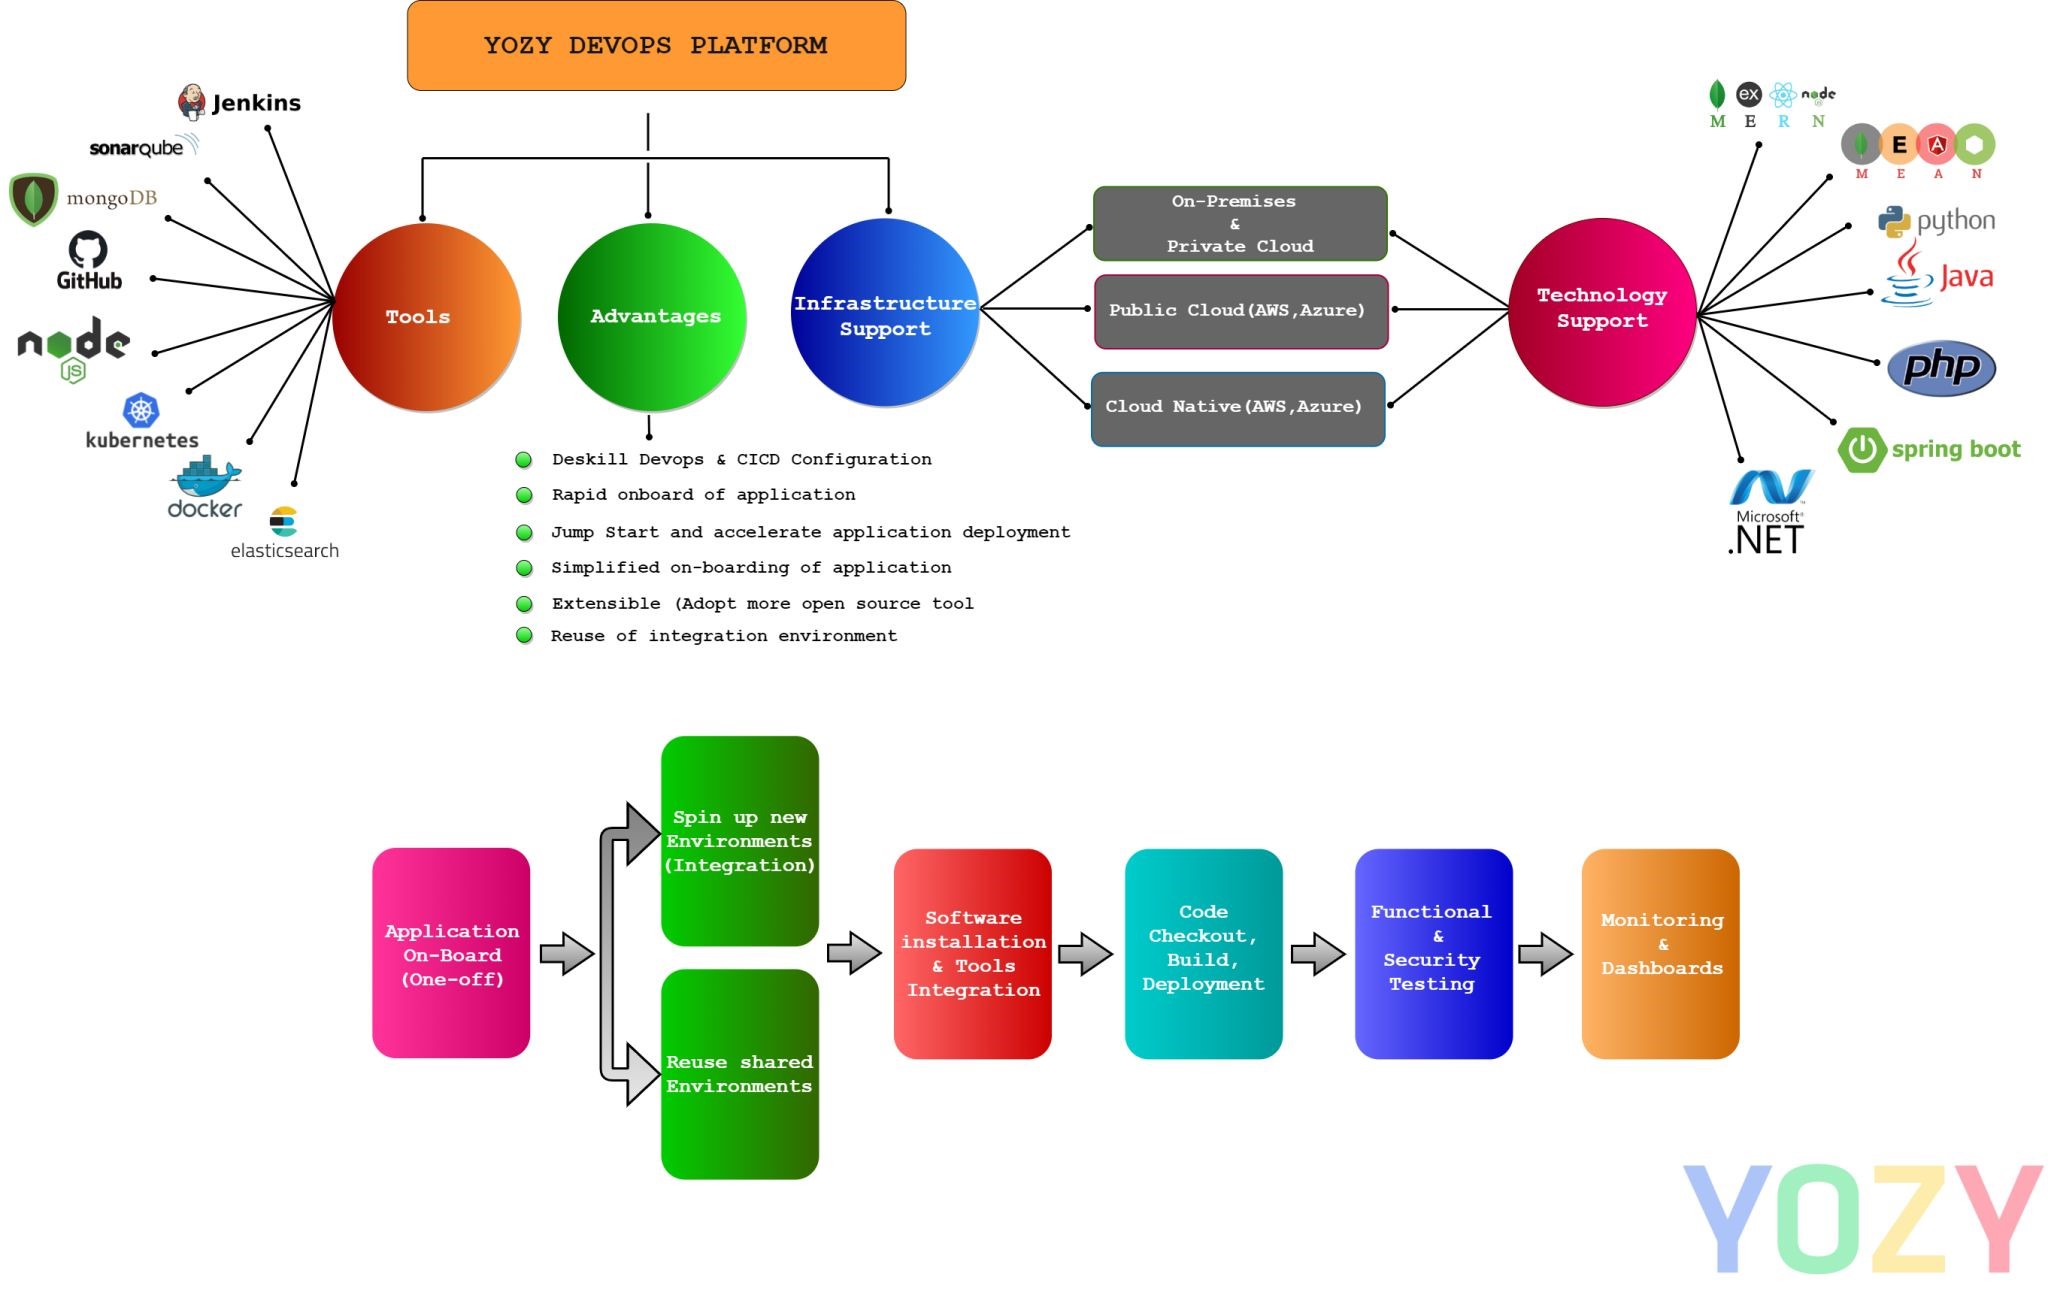 YOZY DEVOPS PLATFORM
Jenkins
sonarqube
mongoDB
GitHub
node
JS
kubernetes
docker
elasticsearch
Tools
Advantages
Infrastructure
Support
On-Premises
&
Private Cloud
Public Cloud(AWS,Azure)
Cloud Native(AWS,Azure)
Technology
Support
ex
node
JS
M E R N
E A
M E A N
python
Java
php
spring boot
Microsoft®
.NET
Deskill Devops & CICD Configuration
Rapid onboard of application
Jump Start and accelerate application deployment
Simplified on-boarding of application
Extensible (Adopt more open source tool
Reuse of integration environment
Application
On-Board
(One-off)
Spin up new
Environments
(Integration)
Reuse shared
Environments
Software
installation
& Tools
Integration
Code
Checkout,
Build,
Deployment
Functional
&
Security
Testing
Monitoring
&
Dashboards
YOZY